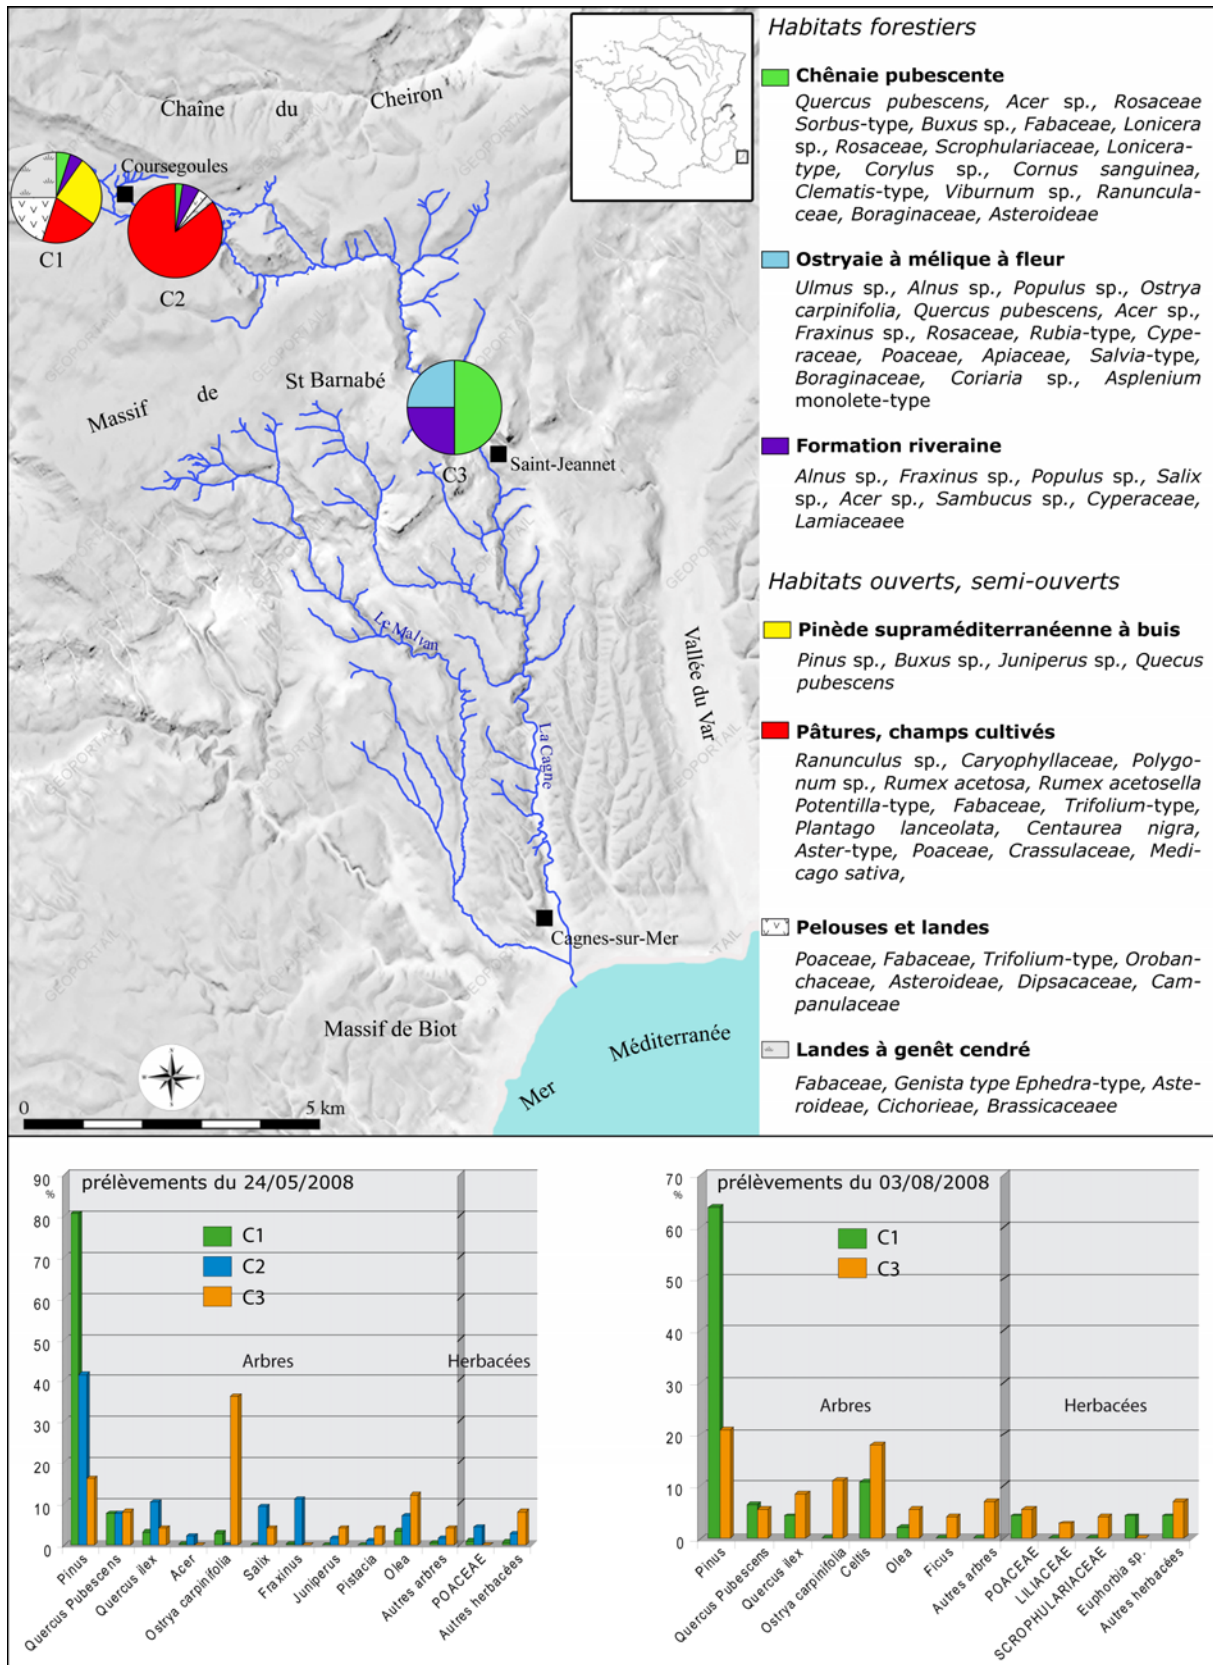 Chaîne du Cheiron
Coursegoules
C1
C2
Massif de St Barnabé
C3
Saint-Jeannet
Le Maltan
La Cagne
Vallée du Var
Cagnes-sur-Mer
Massif de Biot
Mer Méditerranée
0 5 km
GEOPORTAIL
Habitats forestiers
Chênaie pubescente
Quercus pubescens, Acer sp., Rosaceae
Sorbus-type, Buxus sp., Fabaceae, Lonicera
sp., Rosaceae, Scrophulariaceae, Lonicera-
type, Corylus sp., Cornus sanguinea,
Clematis-type, Viburnum sp., Ranuncula-
ceae, Boraginaceae, Asteroideae
Ostryaie à mélique à fleur
Ulmus sp., Alnus sp., Populus sp., Ostrya
carpinifolia, Quercus pubescens, Acer sp.,
Fraxinus sp., Rosaceae, Rubia-type, Cype-
raceae, Poaceae, Apiaceae, Salvia-type,
Boraginaceae, Coriaria sp., Asplenium
monolete-type
Formation riveraine
Alnus sp., Fraxinus sp., Populus sp., Salix
sp., Acer sp., Sambucus sp., Cyperaceae,
Lamiaceaee
Habitats ouverts, semi-ouverts
Pinède supraméditerranéenne à buis
Pinus sp., Buxus sp., Juniperus sp., Quecus
pubescens
Pâtures, champs cultivés
Ranunculus sp., Caryophyllaceae, Polygo-
num sp., Rumex acetosa, Rumex acetosella
Potentilla-type, Fabaceae, Trifolium-type,
Plantago lanceolata, Centaurea nigra,
Aster-type, Poaceae, Crassulaceae, Medi-
cago sativa,
Pelouses et landes
Poaceae, Fabaceae, Trifolium-type, Oroban-
chaceae, Asteroideae, Dipsacaceae, Cam-
panulaceae
Landes à genêt cendré
Fabaceae, Genista type Ephedra-type, Aste-
roideae, Cichorieae, Brassicaceaee
prélèvements du 24/05/2008
90
%
80
70
60
50
40
30
20
10
0
C1
C2
C3
Arbres
Herbacées
Pinus
Quercus Pubescens
Quercus ilex
Acer
Ostrya carpinifolia
Salix
Fraxinus
Juniperus
Pistacia
Olea
Autres arbres
POACEAE
Autres herbacées
prélèvements du 03/08/2008
70
%
60
50
40
30
20
10
0
C1
C3
Arbres
Herbacées
Pinus
Quercus Pubescens
Quercus ilex
Ostrya carpinifolia
Celtis
Olea
Ficus
Autres arbres
POACEAE
LILIACEAE
SCROPHULARIACEAE
Euphorbia sp.
Autres herbacées